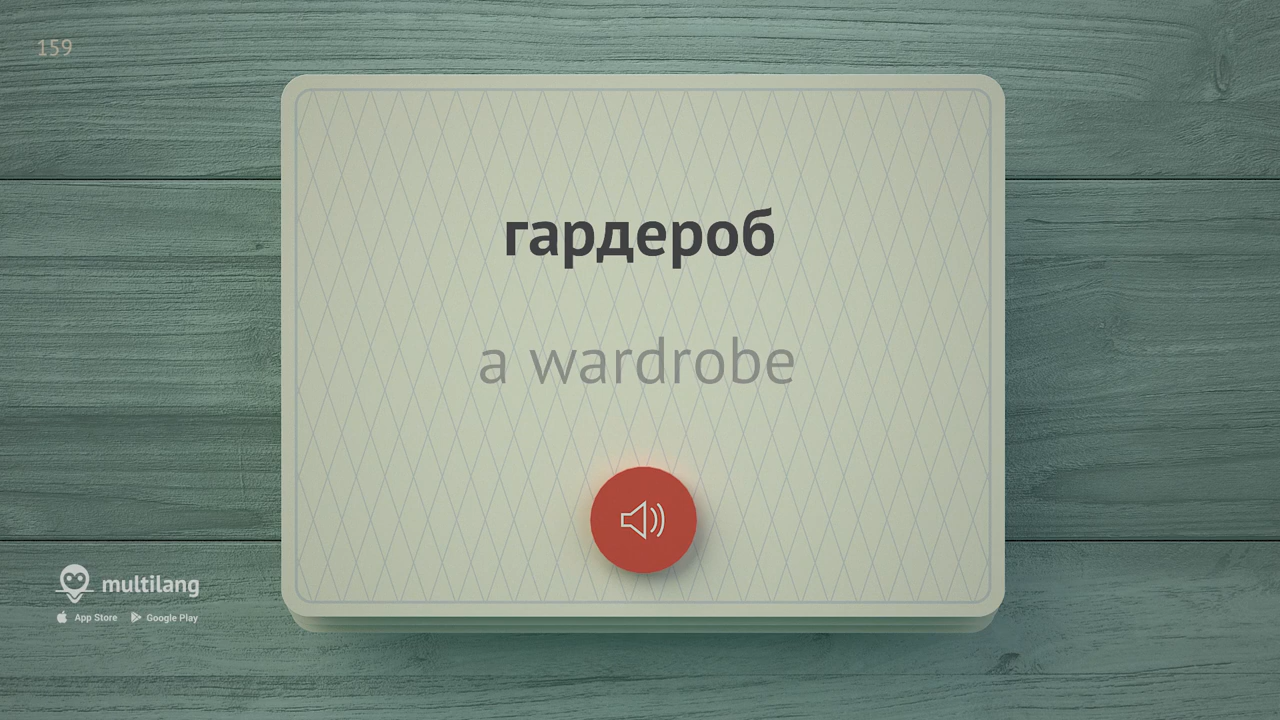 159
гардероб
a wardrobe
multilang
App Store Google Play